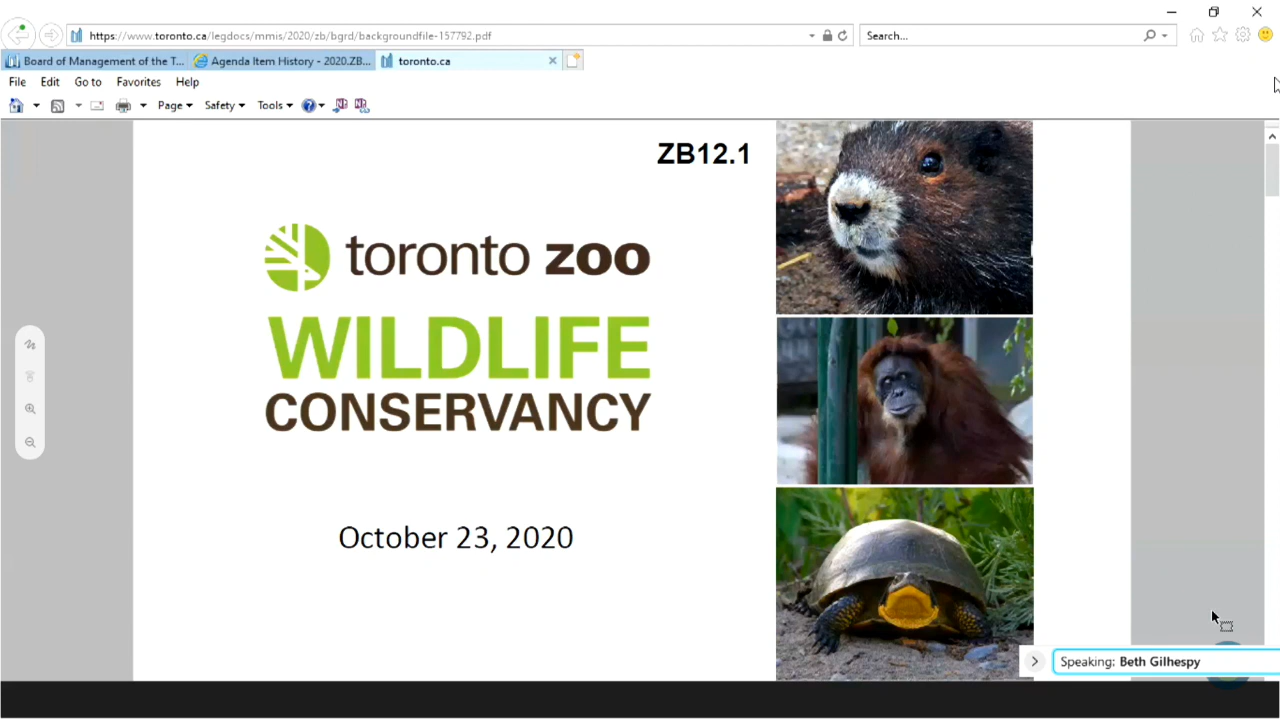 https://www.toronto.ca/legdocs/mmis/2020/zb/bgrd/backgroundfile-157792.pdf
Search...
Board of Management of the T...
Agenda Item History - 2020.ZB...
toronto.ca
File Edit Go to Favorites Help
Page Safety Tools
ZB12.1
toronto zoo
WILDLIFE
CONSERVANCY
October 23, 2020
Speaking: Beth Gilhespy